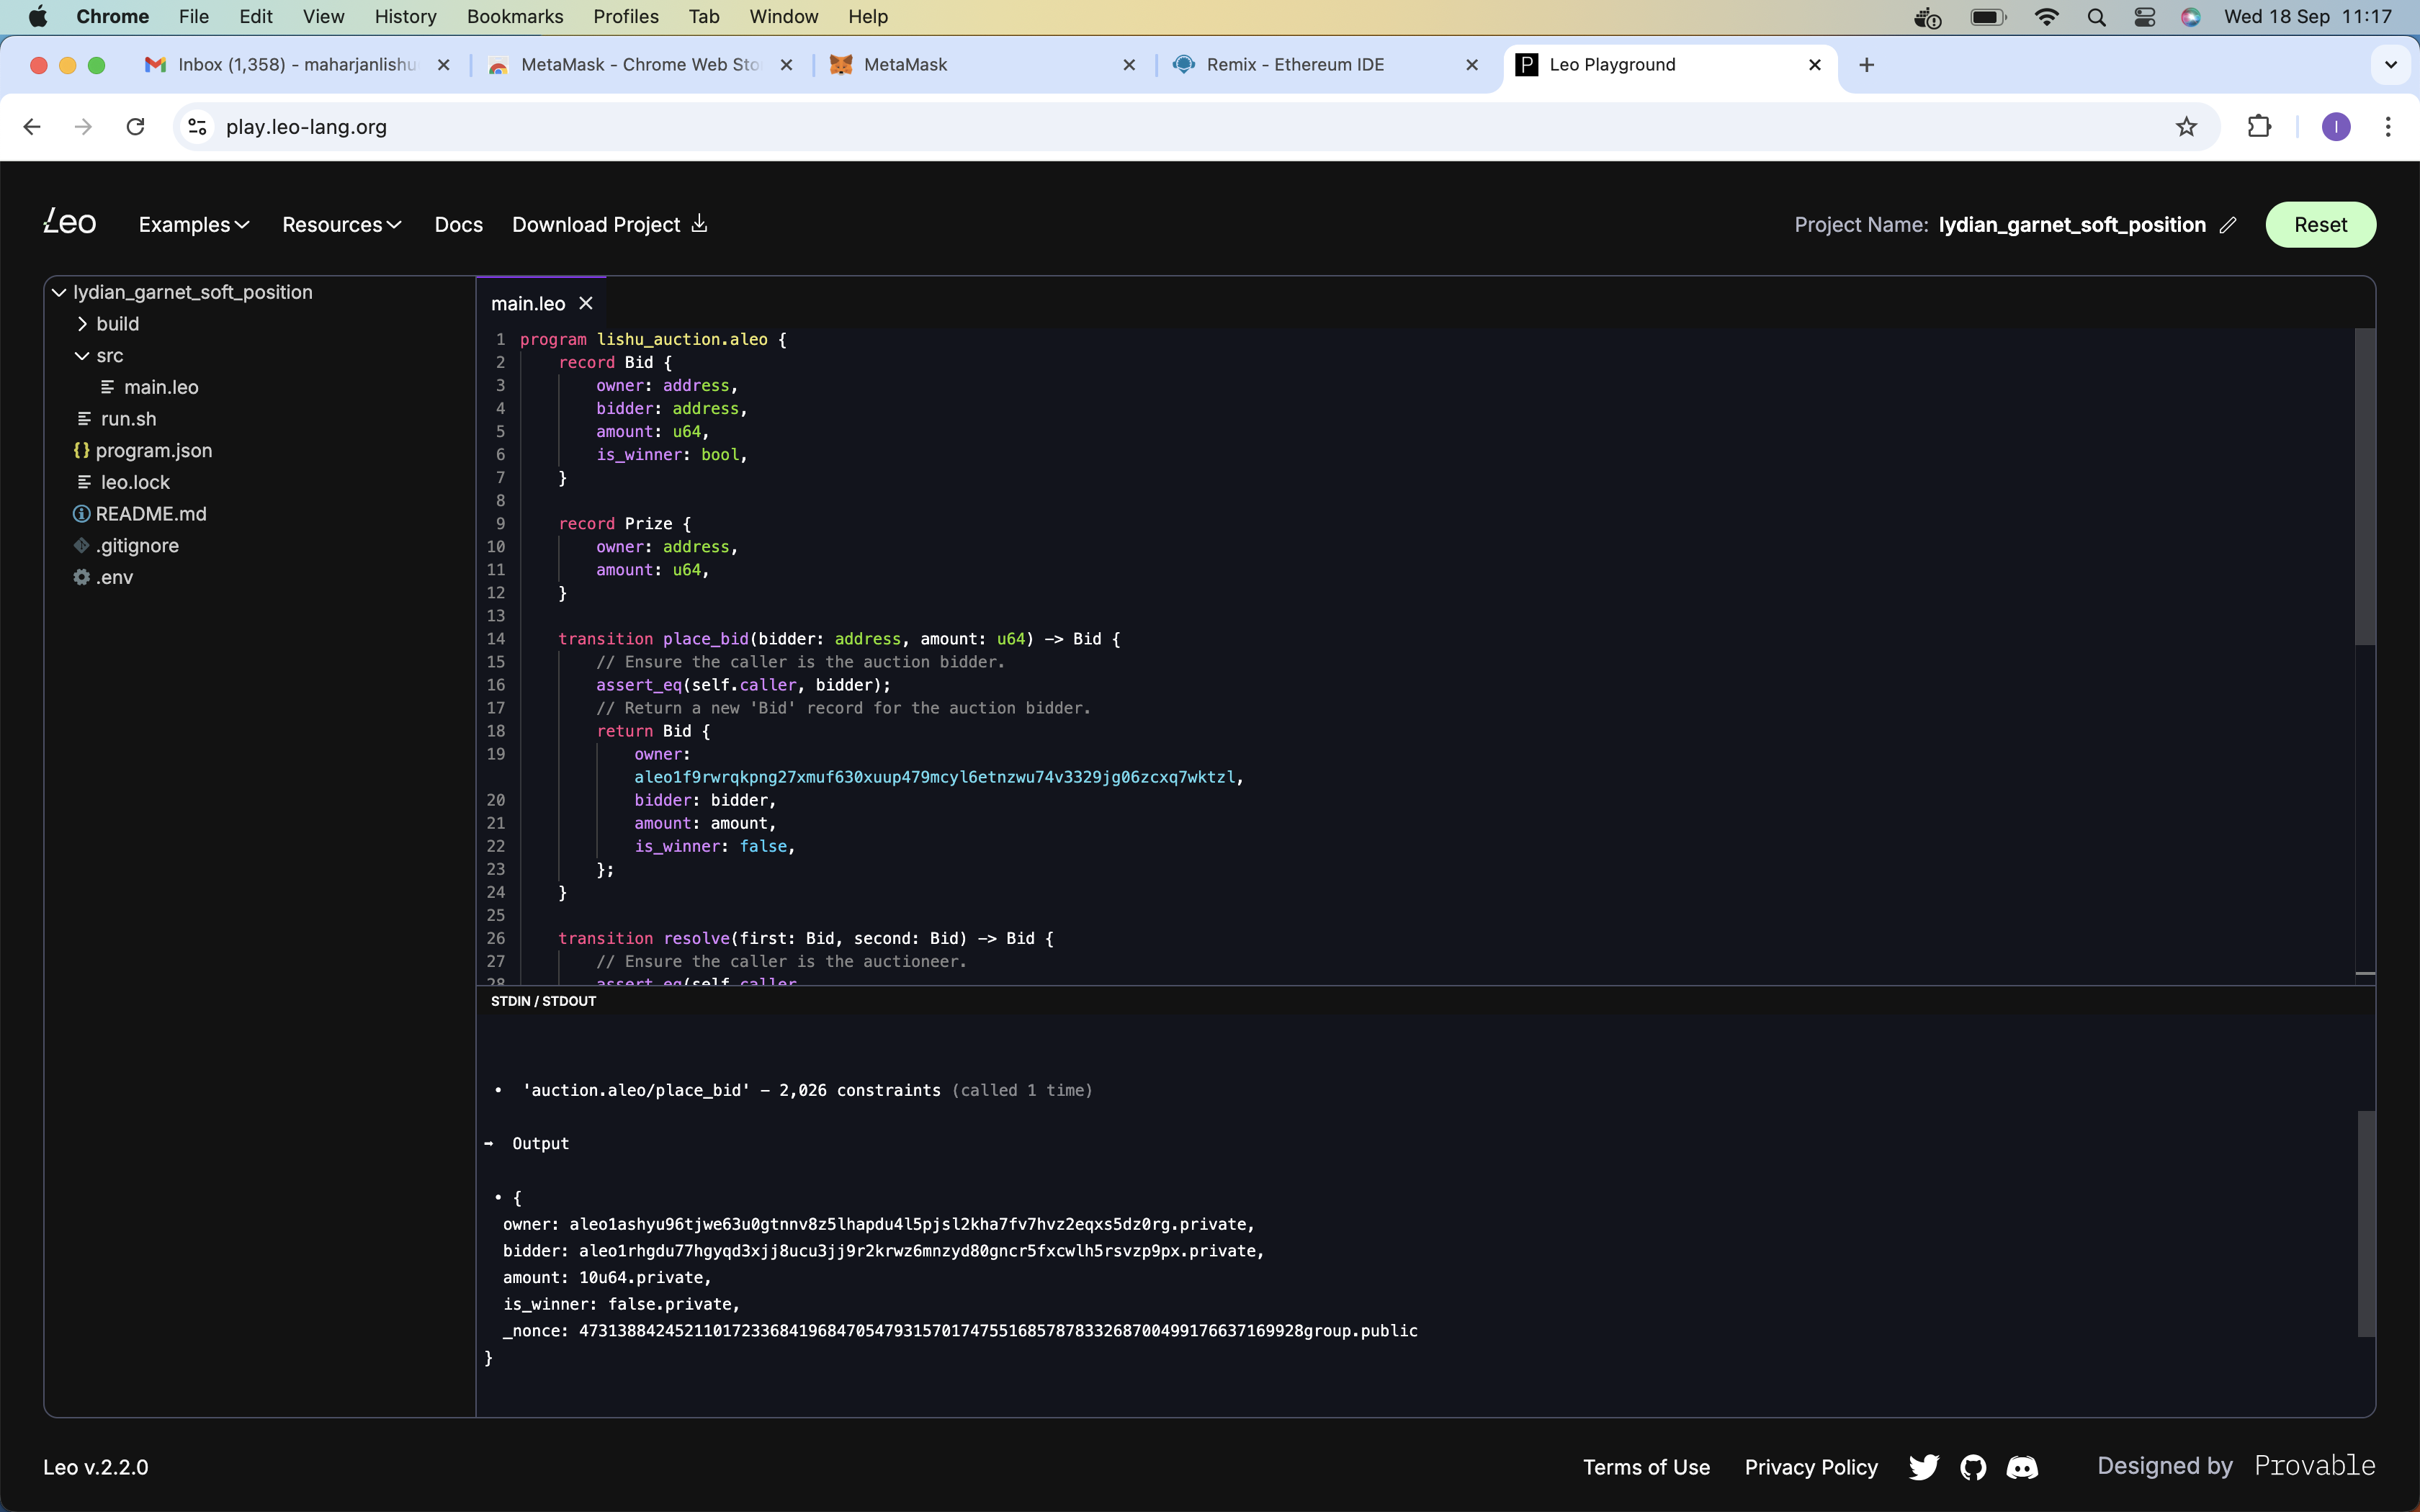 Chrome File Edit View History Bookmarks Profiles Tab Window Help Wed 18 Sep 11:17
Inbox (1,358) - maharjanlishu MetaMask - Chrome Web Sto MetaMask Remix - Ethereum IDE Leo Playground
play.leo-lang.org
Leo Examples Resources Docs Download Project Project Name: lydian_garnet_soft_position Reset
lydian_garnet_soft_position
build
src
main.leo
run.sh
{} program.json
leo.lock
README.md
.gitignore
.env
main.leo
1 program lishu_auction.aleo {
2 record Bid {
3 owner: address,
4 bidder: address,
5 amount: u64,
6 is_winner: bool,
7 }
8
9 record Prize {
10 owner: address,
11 amount: u64,
12 }
13
14 transition place_bid(bidder: address, amount: u64) -> Bid {
15 // Ensure the caller is the auction bidder.
16 assert_eq(self.caller, bidder);
17 // Return a new 'Bid' record for the auction bidder.
18 return Bid {
19 owner:
aleo1f9rwrqkpng27xmuf630xuup479mcyl6etnzwu74v3329jg06zcxq7wktzl,
20 bidder: bidder,
21 amount: amount,
22 is_winner: false,
23 };
24 }
25
26 transition resolve(first: Bid, second: Bid) -> Bid {
27 // Ensure the caller is the auctioneer.
28 assert_eq(self.caller
STDIN / STDOUT
• 'auction.aleo/place_bid' – 2,026 constraints (called 1 time)
➡ Output
• {
owner: aleo1ashyu96tjwe63u0gtnnv8z5lhapdu4l5pjsl2kha7fv7hvz2eqxs5dz0rg.private,
bidder: aleo1rhgdu77hgyqd3xjj8ucu3jj9r2krwz6mnzyd80gncr5fxcwlh5rsvzp9px.private,
amount: 10u64.private,
is_winner: false.private,
_nonce: 4731388424521101723368419684705479315701747551685787833268700499176637169928group.public
}
Leo v.2.2.0 Terms of Use Privacy Policy Designed by Provable